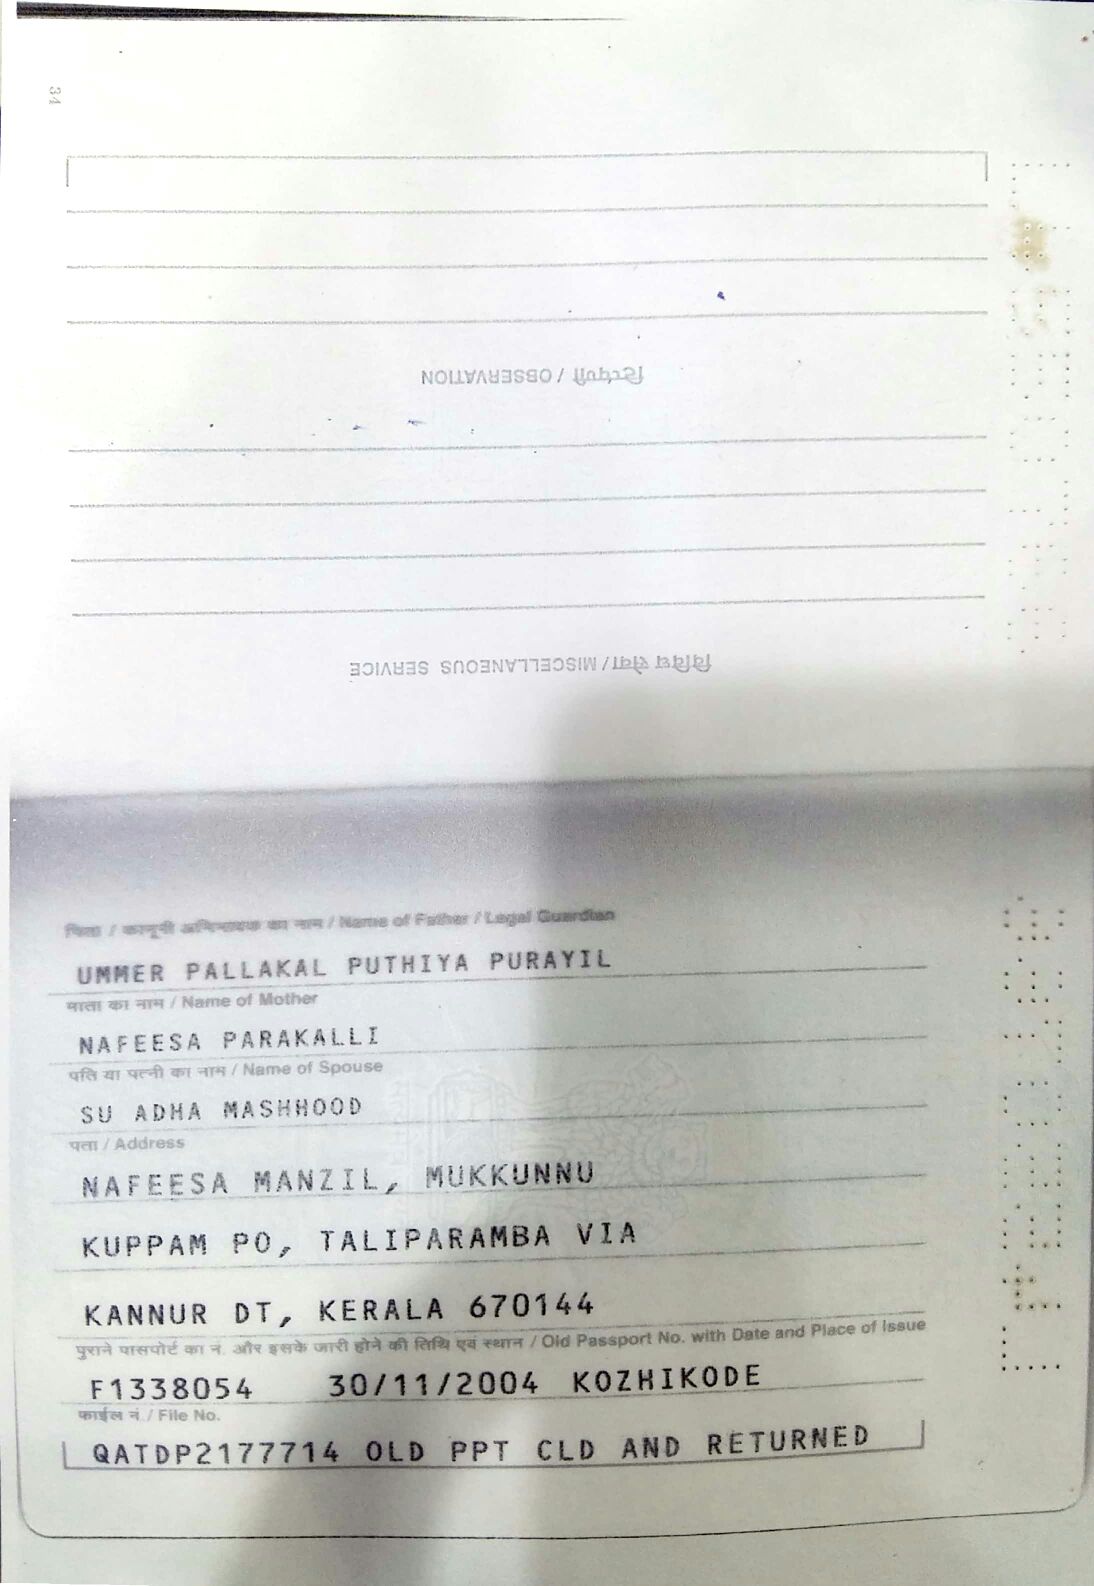 34
टिप्पणी / OBSERVATION
विविध सेवा / MISCELLANEOUS SERVICE
पिता / कानूनी अभिभावक का नाम / Name of Father / Legal Guardian
UMMER PALLAKAL PUTHIYA PURAYIL
माता का नाम / Name of Mother
NAFEESA PARAKALLI
पति या पत्नी का नाम / Name of Spouse
SU ADHA MASHHOOD
पता / Address
NAFEESA MANZIL, MUKKUNNU
KUPPAM PO, TALIPARAMBA VIA
KANNUR DT, KERALA 670144
पुराने पासपोर्ट का नं. और इसके जारी होने की तिथि एवं स्थान / Old Passport No. with Date and Place of Issue
F1338054 30/11/2004 KOZHIKODE
फाईल नं. / File No.
QATDP2177714 OLD PPT CLD AND RETURNED